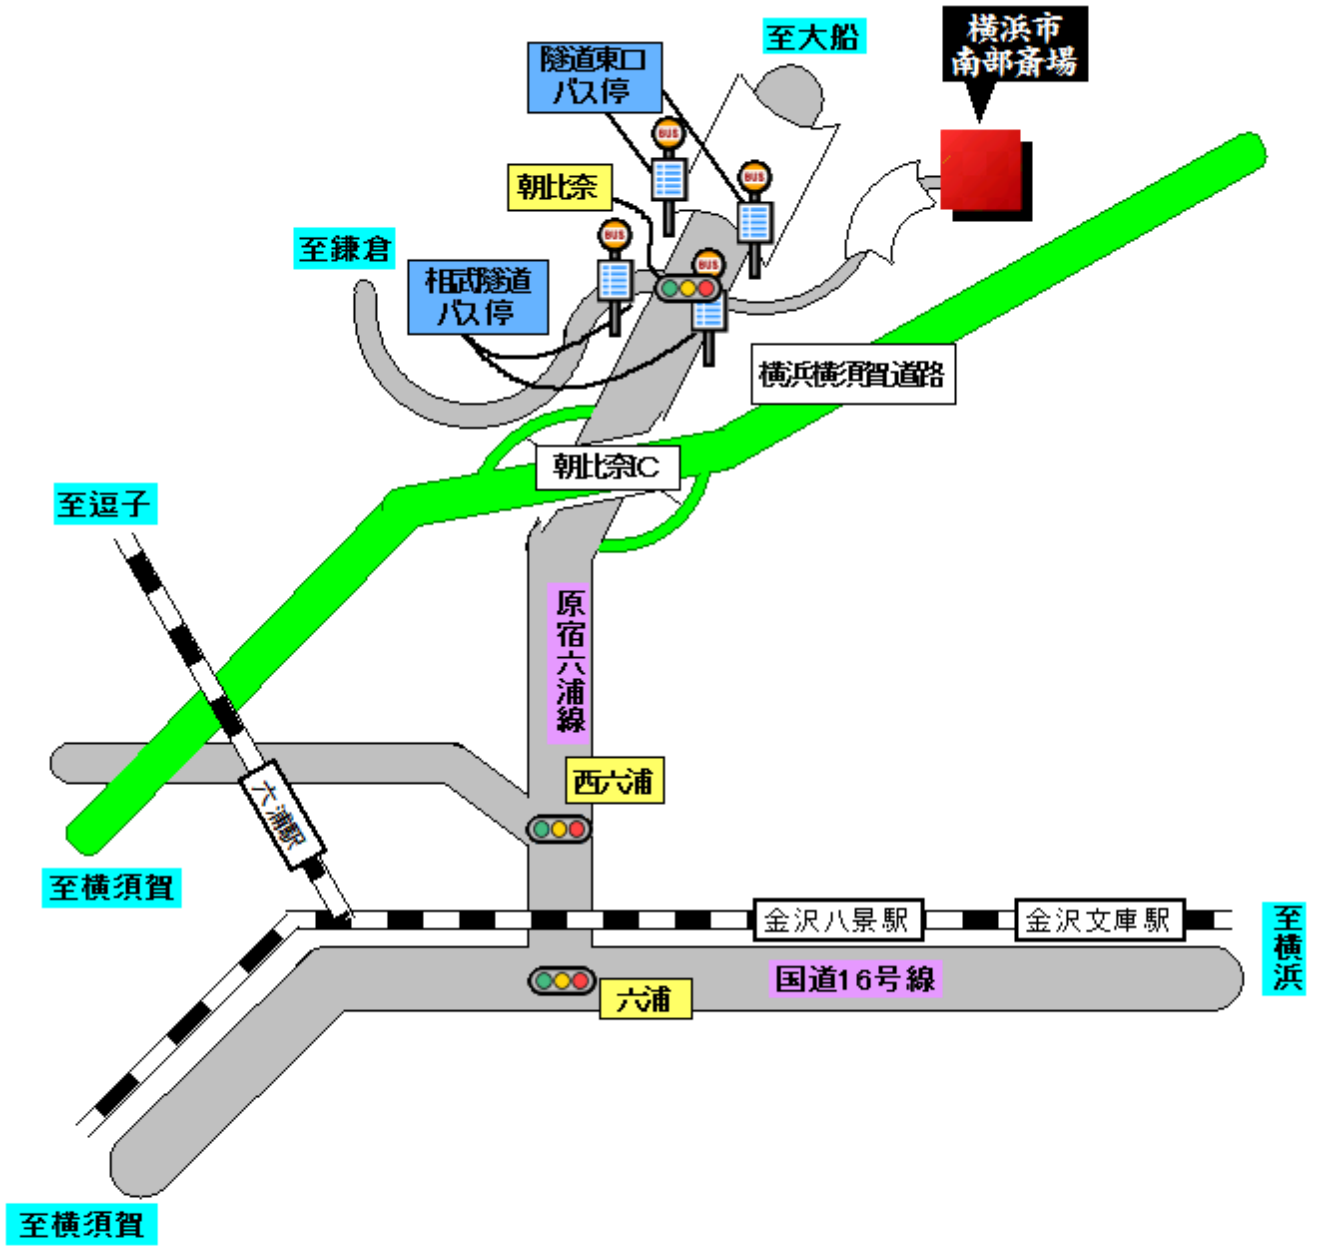 至大船
横浜市
南部斎場
隧道東口
バス停
BUS
BUS
朝比奈
BUS
BUS
至鎌倉
相武隧道
バス停
横浜横須賀道路
朝比奈IC
至逗子
原宿六浦線
西六浦
六浦駅
至横須賀
金沢八景駅
金沢文庫駅
至横浜
国道16号線
六浦
至横須賀